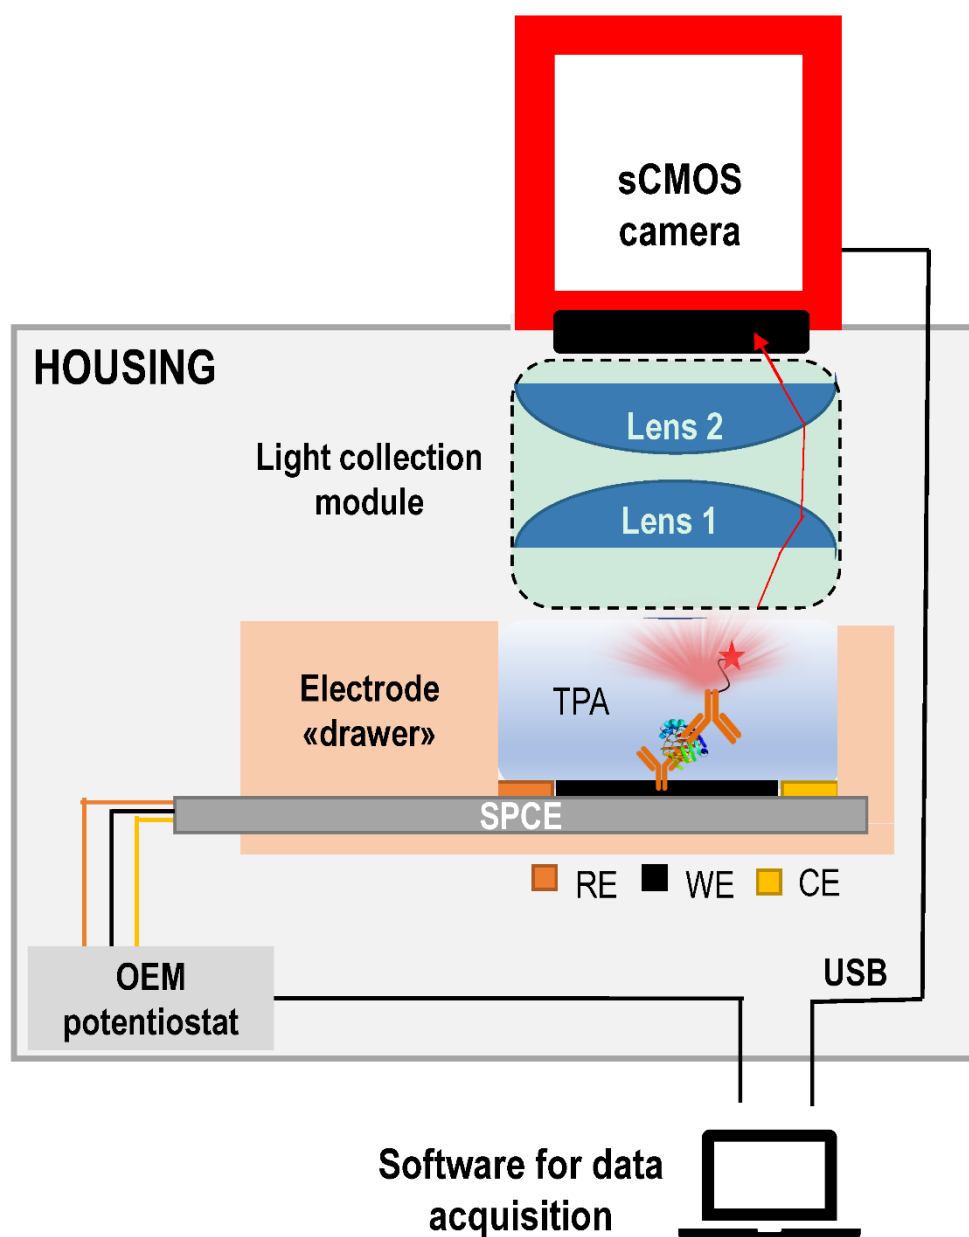 sCMOS
camera
HOUSING
Light collection
module
Lens 2
Lens 1
Electrode
«drawer»
TPA
SPCE
RE
WE
CE
OEM
potentiostat
USB
Software for data
acquisition